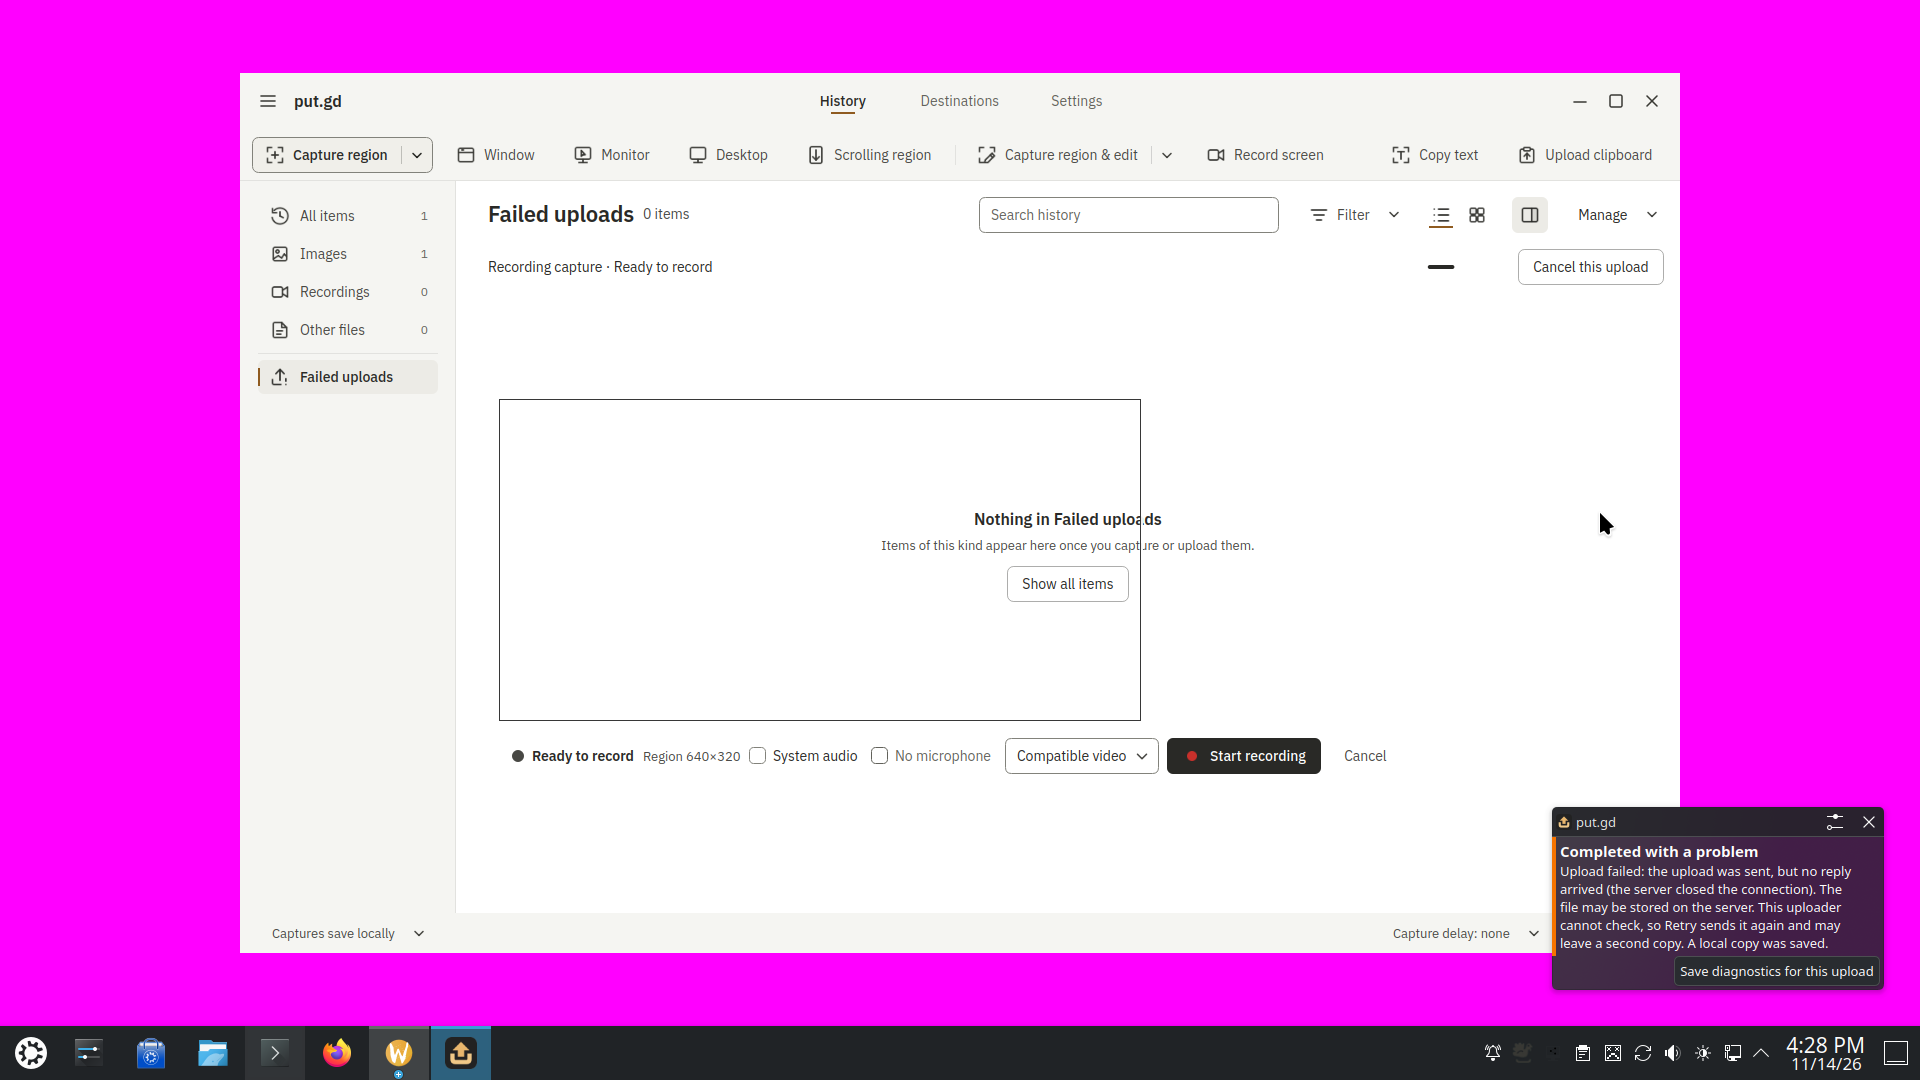 put.gd
History
Destinations
Settings
Capture region
Window
Monitor
Desktop
Scrolling region
Capture region & edit
Record screen
Copy text
Upload clipboard
All items 1
Images 1
Recordings 0
Other files 0
Failed uploads
Failed uploads 0 items
Search history
Filter
Manage
Recording capture · Ready to record
Cancel this upload
Nothing in Failed uploads
Items of this kind appear here once you capture or upload them.
Show all items
Ready to record Region 640×320
System audio
No microphone
Compatible video
Start recording
Cancel
Captures save locally
Capture delay: none
put.gd
Completed with a problem
Upload failed: the upload was sent, but no reply
arrived (the server closed the connection). The
file may be stored on the server. This uploader
cannot check, so Retry sends it again and may
leave a second copy. A local copy was saved.
Save diagnostics for this upload
4:28 PM
11/14/26